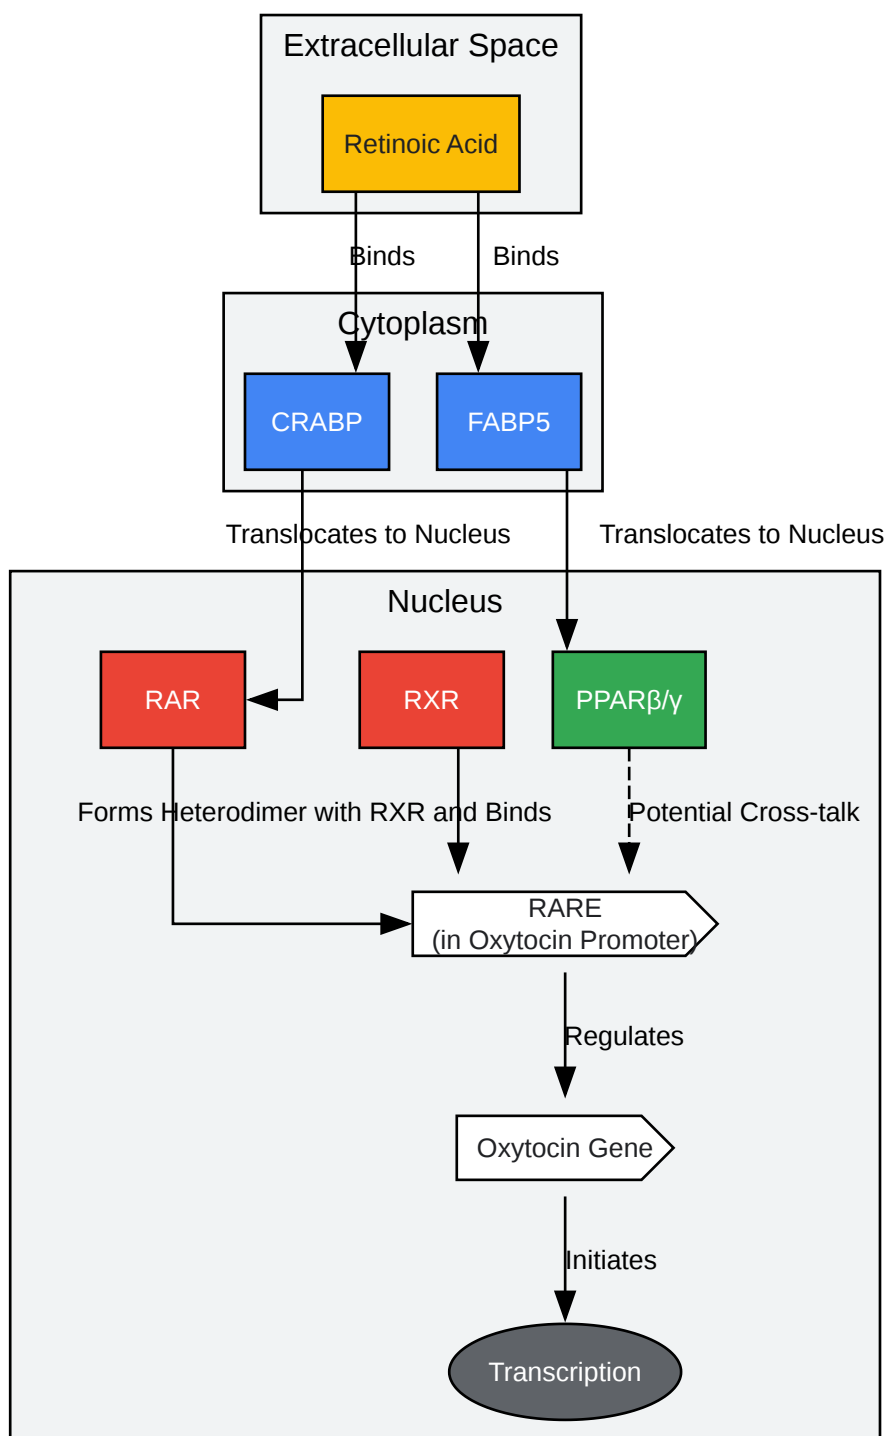 Extracellular Space
Retinoic Acid
Binds
Binds
Cytoplasm
CRABP
FABP5
Translocates to Nucleus
Translocates to Nucleus
Nucleus
RAR
RXR
PPARβ/γ
Forms Heterodimer with RXR and Binds
Potential Cross-talk
RARE
(in Oxytocin Promoter)
Regulates
Oxytocin Gene
Initiates
Transcription